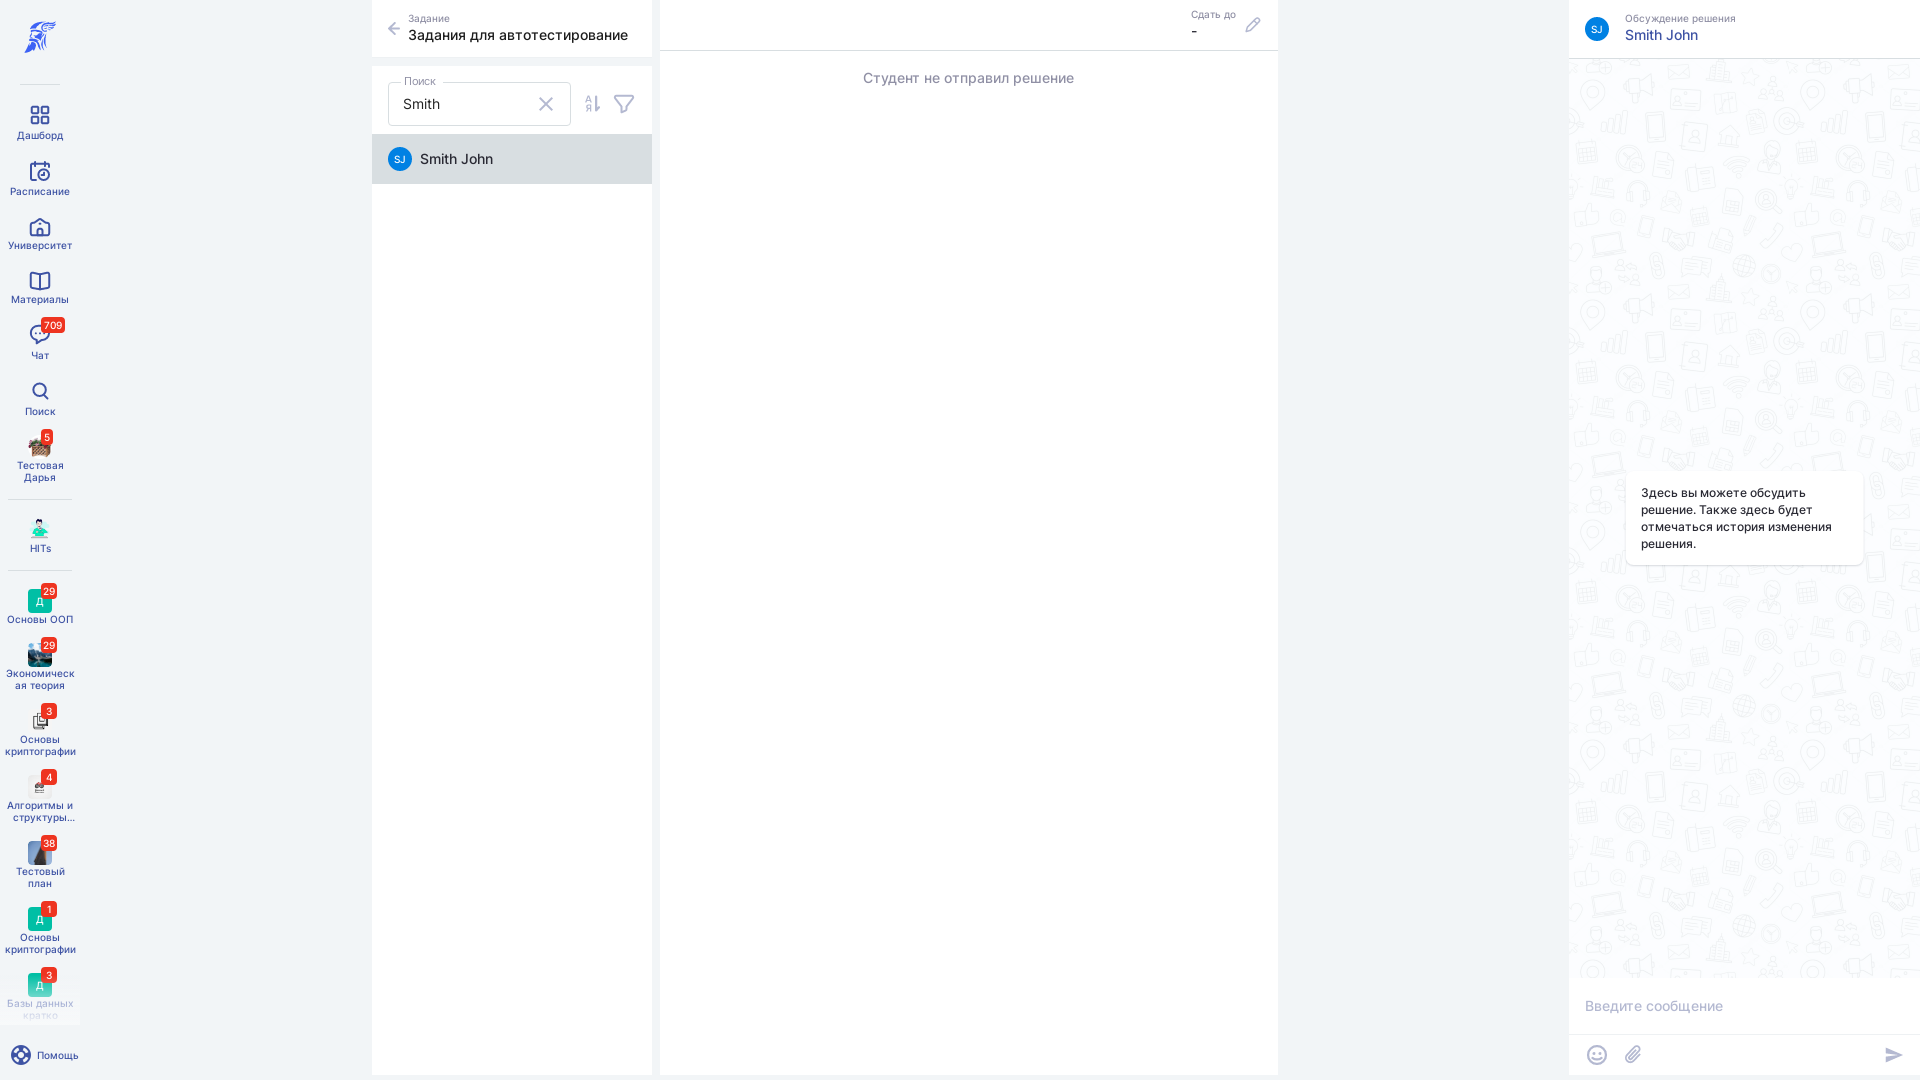 Дашборд
Расписание
Университет
Материалы
709
Чат
Поиск
5
Тестовая
Дарья
HITs
29
Д
Основы ООП
29
Экономическ
ая теория
3
Основы
криптографии
4
Алгоритмы и
структуры...
38
Тестовый
план
1
Д
Основы
криптографии
3
Д
Базы данных
кратко
Помощь
Задание
Задания для автотестирование
Поиск
Smith
А
Я
SJ
Smith John
Сдать до
-
Студент не отправил решение
SJ
Обсуждение решения
Smith John
Здесь вы можете обсудить
решение. Также здесь будет
отмечаться история изменения
решения.
Введите сообщение